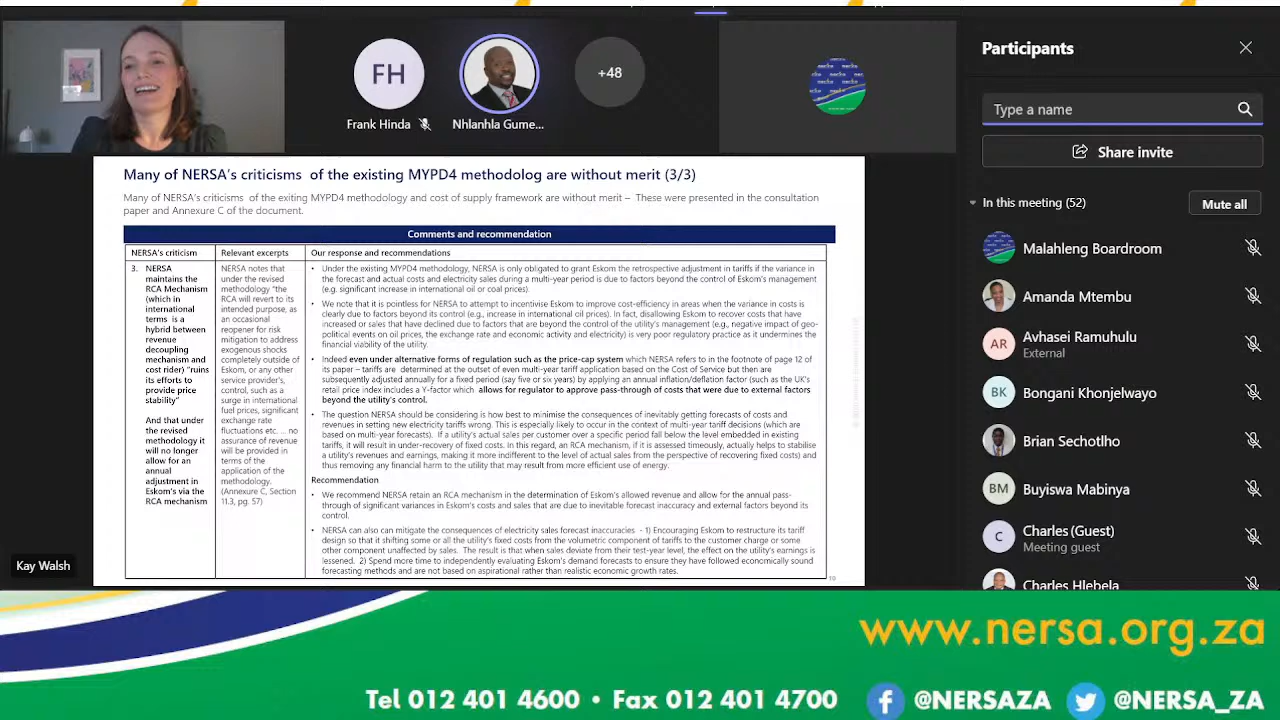 FH
+48
Frank Hinda
Nhlanhla Gume...
Kay Walsh
Many of NERSA's criticisms of the existing MYPD4 methodolog are without merit (3/3)
Many of NERSA's criticisms of the exiting MYPD4 methodology and cost of supply framework are without merit – These were presented in the consultation
paper and Annexure C of the document.
Comments and recommendation
NERSA's criticism
Relevant excerpts
Our response and recommendations
3. NERSA
maintains the
RCA Mechanism
(which in
international
terms is a
hybrid between
revenue
decoupling
mechanism and
cost rider) "ruins
its efforts to
provide price
stability"
And that under
the revised
methodology it
will no longer
allow for an
annual
adjustment in
Eskom's via the
RCA mechanism
NERSA notes that
under the revised
methodology "the
RCA will revert to its
intended purpose, as
an occasional
reopener for risk
mitigation to address
exogenous shocks
completely outside of
Eskom, or any other
service provider's,
control, such as a
surge in international
fuel prices, significant
exchange rate
fluctuations etc. ... no
assurance of revenue
will be provided in
terms of the
application of the
methodology.
(Annexure C, Section
11.3, pg. 57)
• Under the existing MYPD4 methodology, NERSA is only obligated to grant Eskom the retrospective adjustment in tariffs if the variance in
the forecast and actual costs and electricity sales during a multi-year period is due to factors beyond the control of Eskom's management
(e.g. significant increase in international oil or coal prices).
• We note that it is pointless for NERSA to attempt to incentivise Eskom to improve cost-efficiency in areas when the variance in costs is
clearly due to factors beyond its control (e.g., increase in international oil prices). In fact, disallowing Eskom to recover costs that have
increased or sales that have declined due to factors that are beyond the control of the utility's management (e.g., negative impact of geo-
political events on oil prices, the exchange rate and economic activity and electricity) is very poor regulatory practice as it undermines the
financial viability of the utility.
• Indeed even under alternative forms of regulation such as the price-cap system which NERSA refers to in the footnote of page 12 of
its paper – tariffs are determined at the outset of even multi-year tariff application based on the Cost of Service but then are
subsequently adjusted annually for a fixed period (say five or six years) by applying an annual inflation/deflation factor (such as the UK's
retail price index includes a Y-factor which allows for regulator to approve pass-through of costs that were due to external factors
beyond the utility's control.
• The question NERSA should be considering is how best to minimise the consequences of inevitably getting forecasts of costs and
revenues in setting new electricity tariffs wrong. This is especially likely to occur in the context of multi-year tariff decisions (which are
based on multi-year forecasts). If a utility's actual sales per customer over a specific period fall below the level embedded in existing
tariffs, it will result in under-recovery of fixed costs. In this regard, an RCA mechanism, if it is assessed timeously, actually helps to stabilise
a utility's revenues and earnings, making it more indifferent to the level of actual sales from the perspective of recovering fixed costs) and
thus removing any financial harm to the utility that may result from more efficient use of energy.
Recommendation
• We recommend NERSA retain an RCA mechanism in the determination of Eskom's allowed revenue and allow for the annual pass-
through of significant variances in Eskom's costs and sales that are due to inevitable forecast inaccuracy and external factors beyond its
control.
• NERSA can also can mitigate the consequences of electricity sales forecast inaccuracies - 1) Encouraging Eskom to restructure its tariff
design so that it shifting some or all the utility's fixed costs from the volumetric component of tariffs to the customer charge or some
other component unaffected by sales. The result is that when sales deviate from their test-year level, the effect on the utility's earnings is
lessened. 2) Spend more time to independently evaluating Eskom's demand forecasts to ensure they have followed economically sound
forecasting methods and are not based on aspirational rather than realistic economic growth rates.
Participants
Type a name
Share invite
In this meeting (52)
Mute all
Malahleng Boardroom
Amanda Mtembu
AR
Avhasei Ramuhulu
External
BK
Bongani Khonjelwayo
Brian Sechotlho
BM
Buyiswa Mabinya
C
Charles (Guest)
Meeting guest
Charles Hlebela
www.nersa.org.za
Tel 012 401 4600 • Fax 012 401 4700
@NERSAZA
@NERSA_ZA